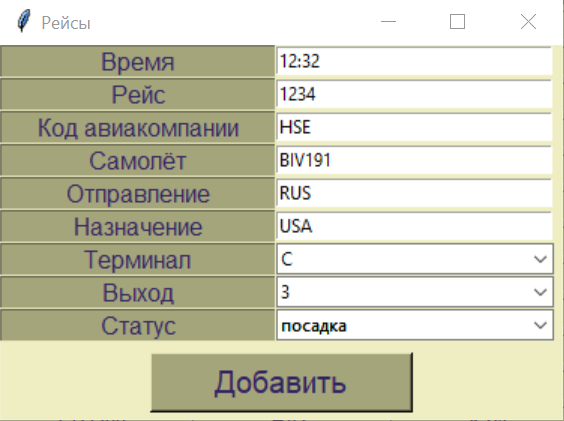 Рейсы
Время 12:32
Рейс 1234
Код авиакомпании HSE
Самолёт BIV191
Отправление RUS
Назначение USA
Терминал C
Выход 3
Статус посадка
Добавить